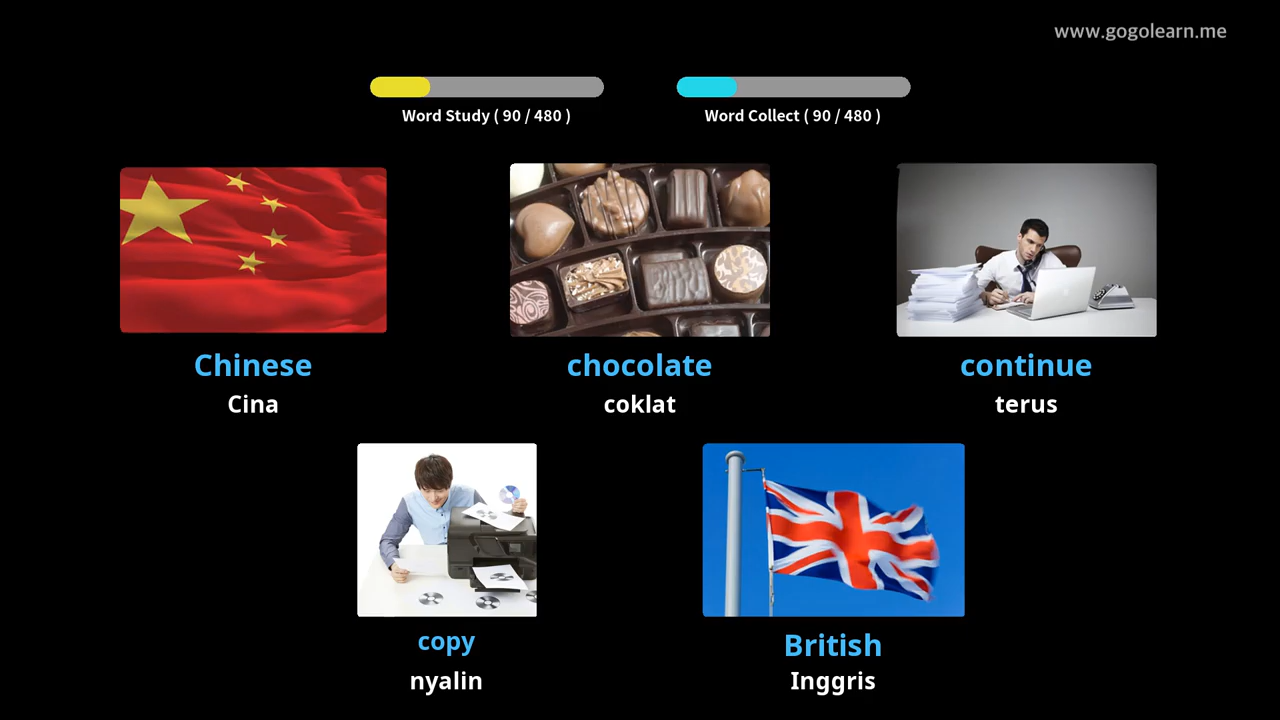 www.gogolearn.me
Word Study ( 90 / 480 )
Word Collect ( 90 / 480 )
Chinese
Cina
chocolate
coklat
continue
terus
copy
nyalin
British
Inggris